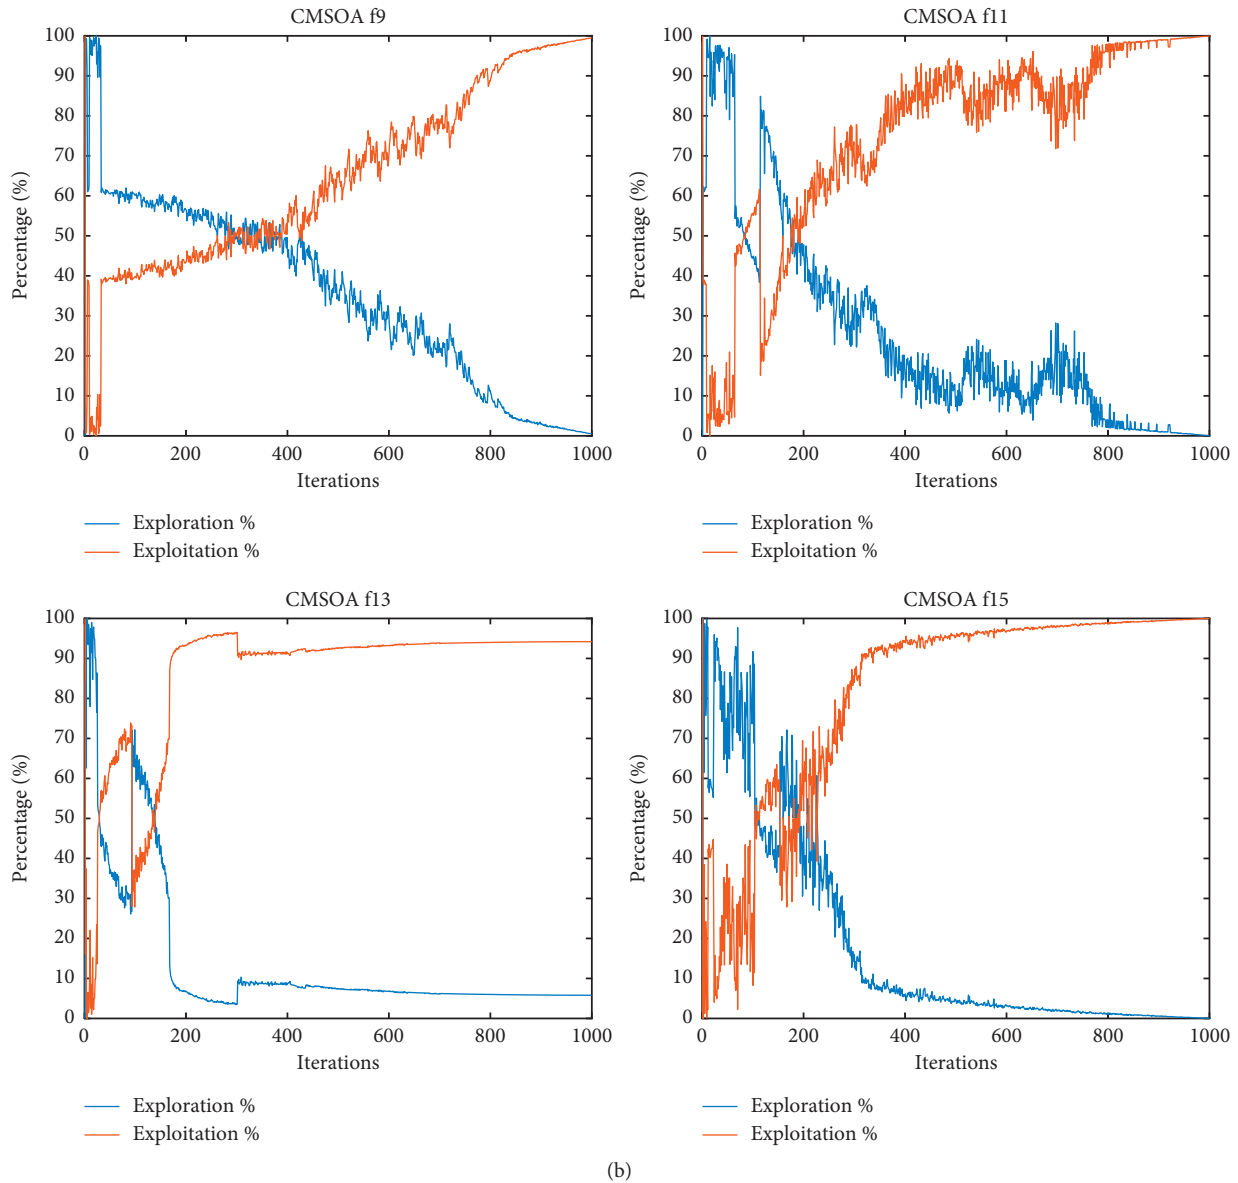 CMSOA f9
100
90
80
70
60
50
40
30
20
10
0
Percentage (%)
0 200 400 600 800 1000
Iterations
Exploration %
Exploitation %
CMSOA f11
100
90
80
70
60
50
40
30
20
10
0
Percentage (%)
0 200 400 600 800 1000
Iterations
Exploration %
Exploitation %
CMSOA f13
100
90
80
70
60
50
40
30
20
10
0
Percentage (%)
0 200 400 600 800 1000
Iterations
Exploration %
Exploitation %
CMSOA f15
100
90
80
70
60
50
40
30
20
10
0
Percentage (%)
0 200 400 600 800 1000
Iterations
Exploration %
Exploitation %
(b)